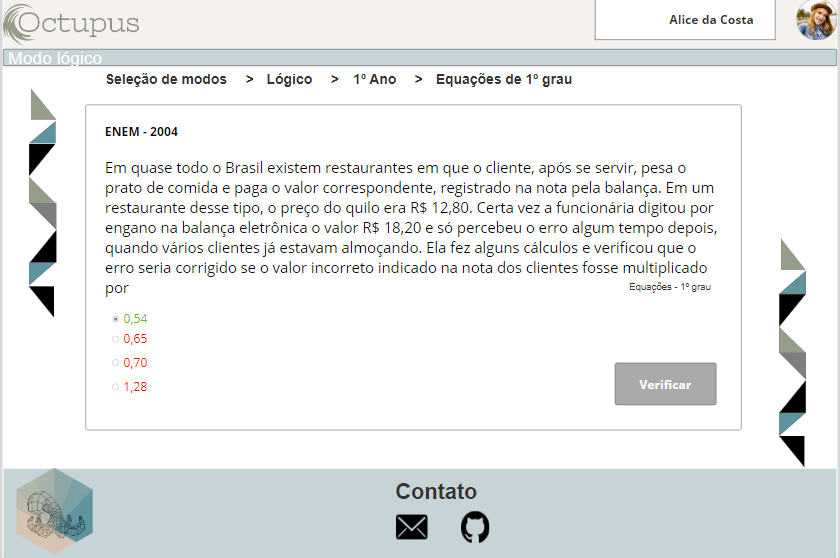 Octupus
Alice da Costa
Modo lógico
Seleção de modos > Lógico > 1º Ano > Equações de 1º grau
ENEM - 2004
Em quase todo o Brasil existem restaurantes em que o cliente, após se servir, pesa o
prato de comida e paga o valor correspondente, registrado na nota pela balança. Em um
restaurante desse tipo, o preço do quilo era R$ 12,80. Certa vez a funcionária digitou por
engano na balança eletrônica o valor R$ 18,20 e só percebeu o erro algum tempo depois,
quando vários clientes já estavam almoçando. Ela fez alguns cálculos e verificou que o
erro seria corrigido se o valor incorreto indicado na nota dos clientes fosse multiplicado
por
Equações - 1º grau
0,54
0,65
0,70
1,28
Verificar
Contato